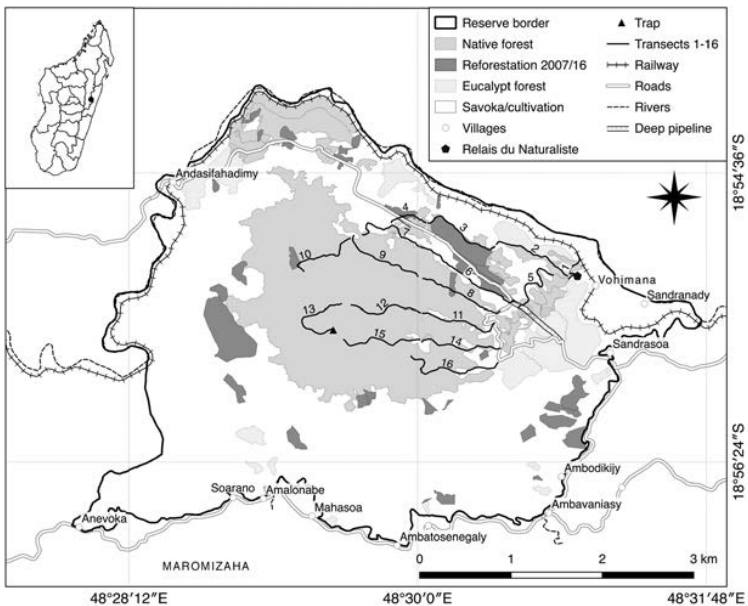 Reserve border
Native forest
Reforestation 2007/16
Eucalypt forest
Savoka/cultivation
Villages
Relais du Naturaliste
Trap
Transects 1-16
Railway
Roads
Rivers
Deep pipeline
18°54′36″S
Andasifahadimy
4
3
7
2
10
9
6
1
5
8
Vohimana
Sandranady
13
12
11
Sandrasoa
15
14
16
18°56′24″S
Ambodikijy
Soarano
Amalonabe
Mahasoa
Ambavaniasy
Anevoka
Ambatosenegaly
MAROMIZAHA
0 1 2 3 km
48°28′12″E 48°30′0″E 48°31′48″E